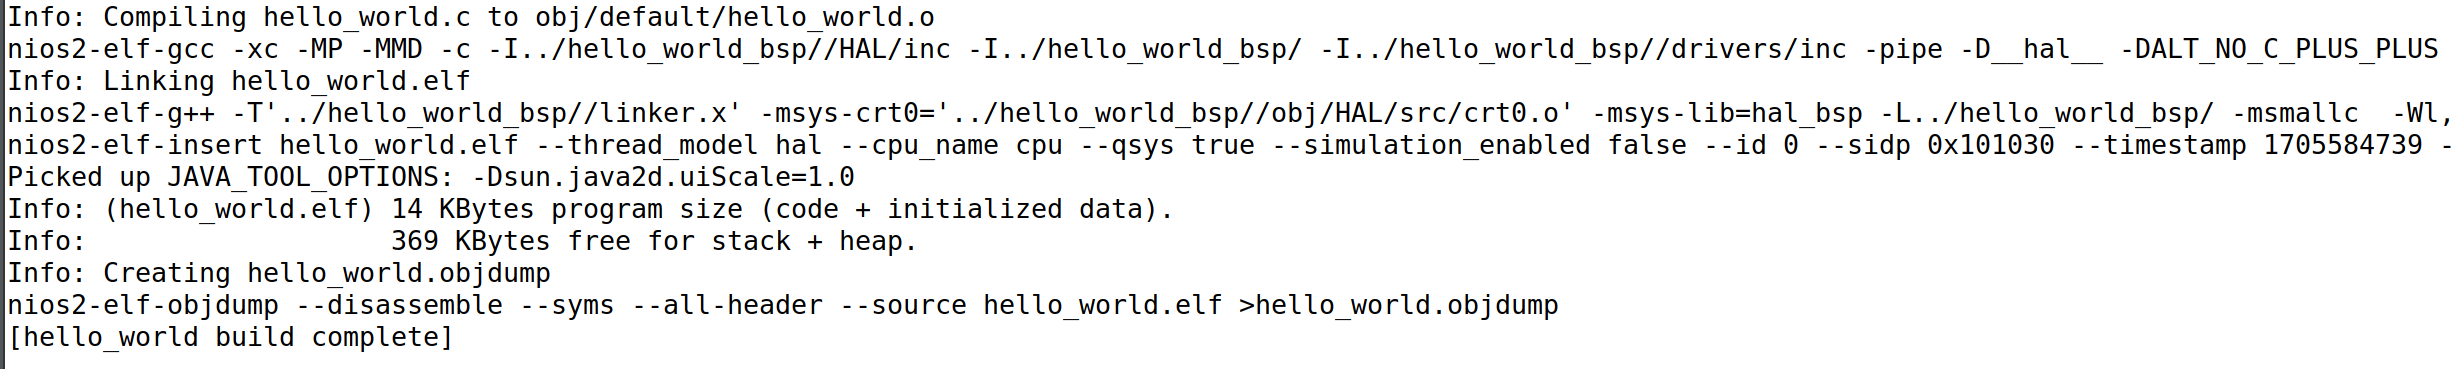 Info: Compiling hello_world.c to obj/default/hello_world.o
nios2-elf-gcc -xc -MP -MMD -c -I../hello_world_bsp//HAL/inc -I../hello_world_bsp/ -I../hello_world_bsp//drivers/inc -pipe -D__hal__ -DALT_NO_C_PLUS_PLUS
Info: Linking hello_world.elf
nios2-elf-g++ -T'../hello_world_bsp//linker.x' -msys-crt0='../hello_world_bsp//obj/HAL/src/crt0.o' -msys-lib=hal_bsp -L../hello_world_bsp/ -msmallc  -Wl,
nios2-elf-insert hello_world.elf --thread_model hal --cpu_name cpu --qsys true --simulation_enabled false --id 0 --sidp 0x101030 --timestamp 1705584739 -
Picked up JAVA_TOOL_OPTIONS: -Dsun.java2d.uiScale=1.0
Info: (hello_world.elf) 14 KBytes program size (code + initialized data).
Info:                   369 KBytes free for stack + heap.
Info: Creating hello_world.objdump
nios2-elf-objdump --disassemble --syms --all-header --source hello_world.elf >hello_world.objdump
[hello_world build complete]